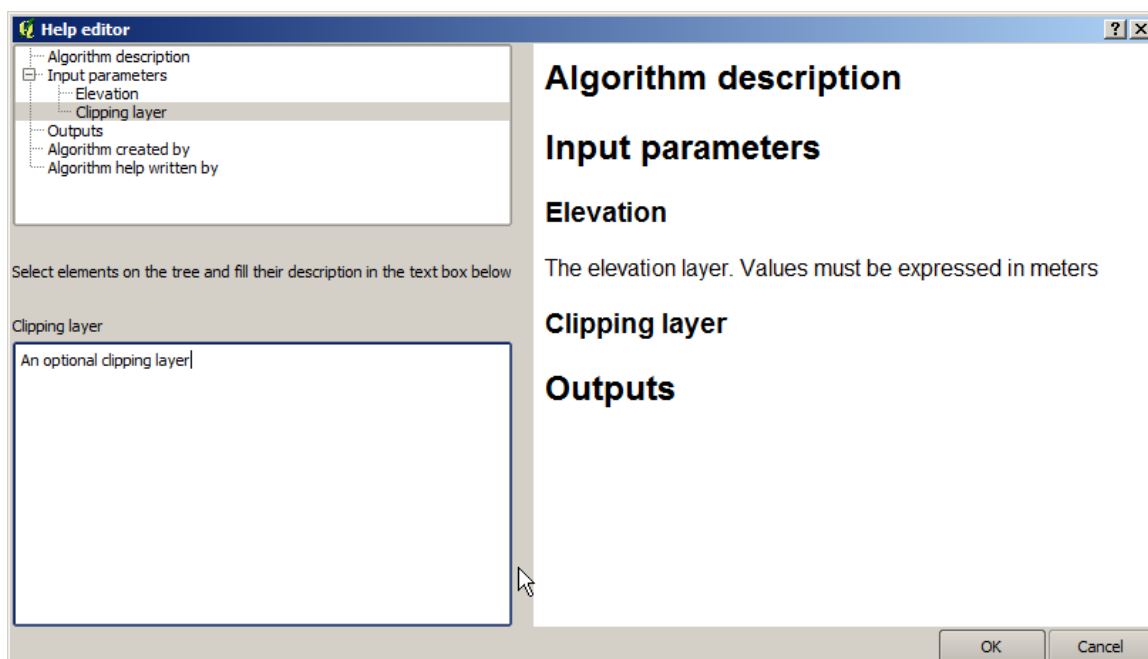 Help editor
Algorithm description
Input parameters
Elevation
Clipping layer
Outputs
Algorithm created by
Algorithm help written by
Select elements on the tree and fill their description in the text box below
Clipping layer
An optional clipping layer
Algorithm description
Input parameters
Elevation
The elevation layer. Values must be expressed in meters
Clipping layer
Outputs
OK
Cancel